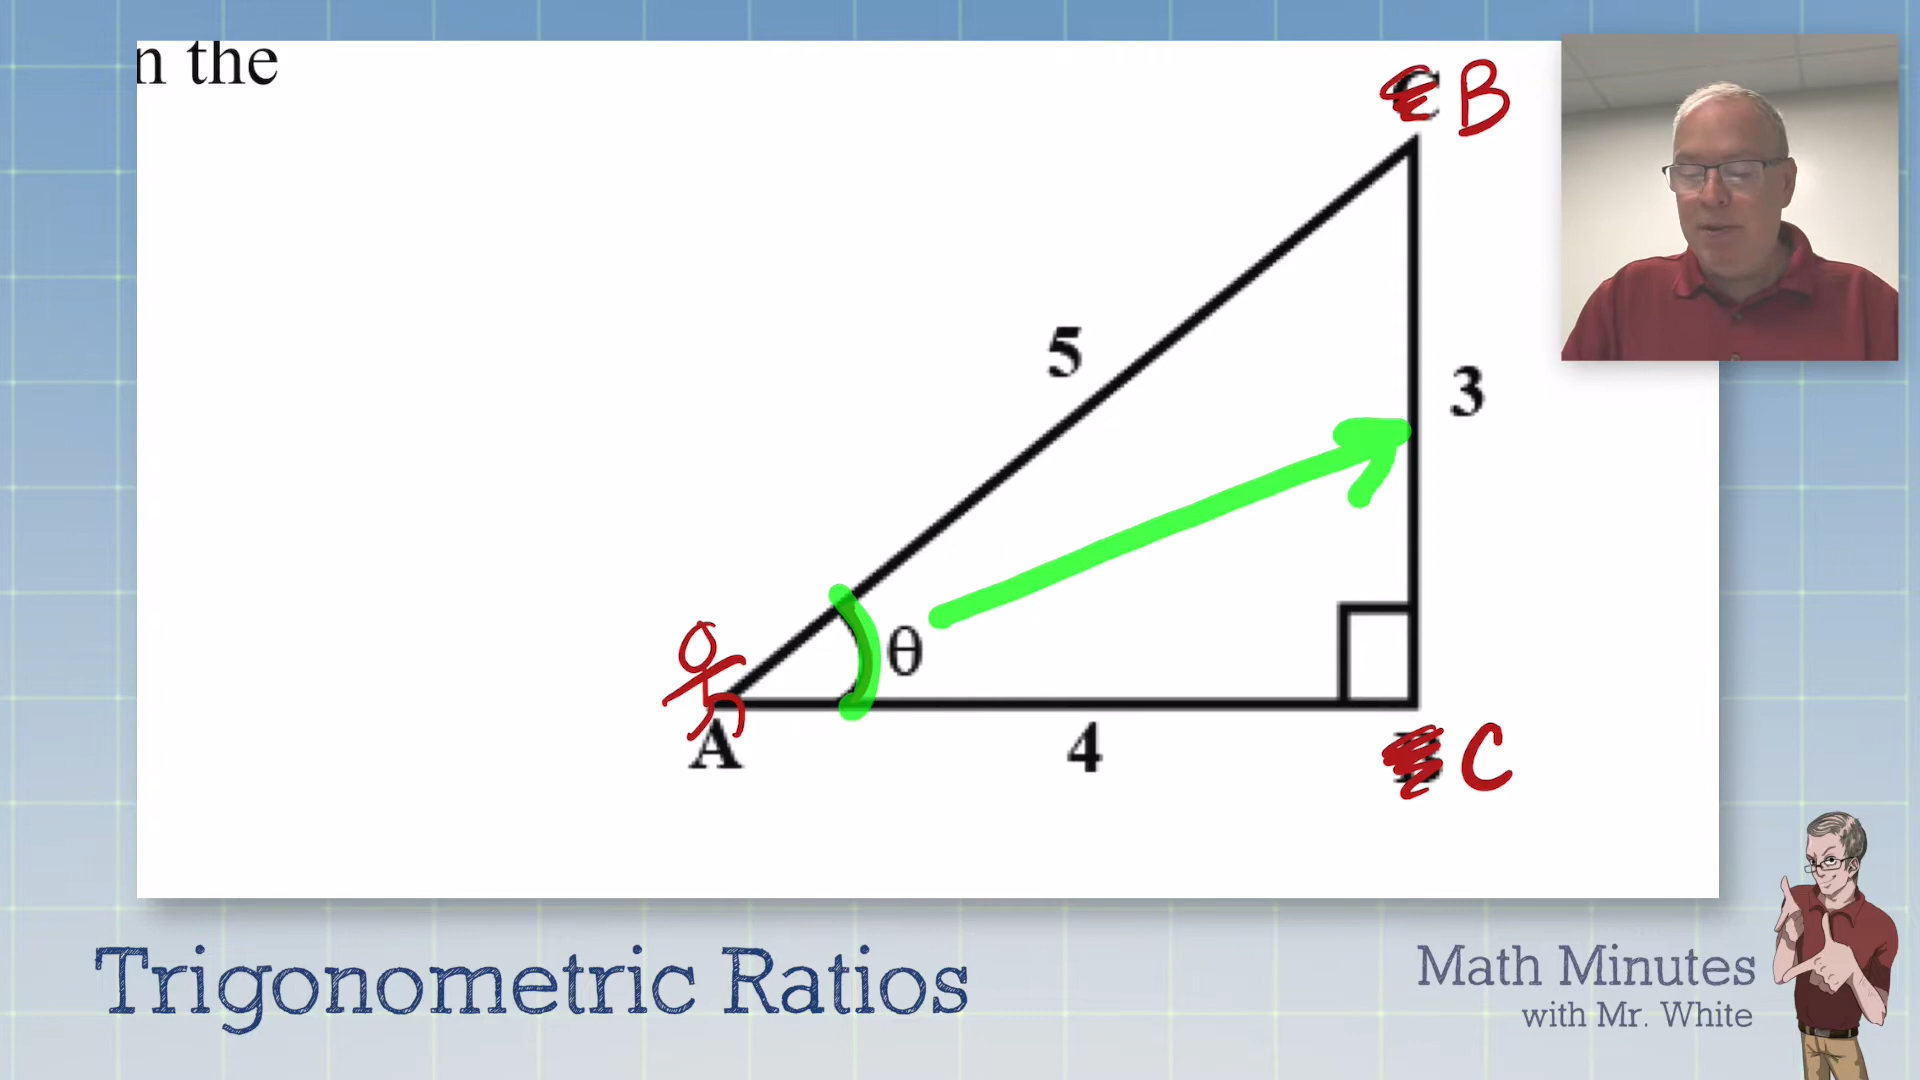 n the
B
5
3
θ
A
4
C
Trigonometric Ratios
Math Minutes
with Mr. White